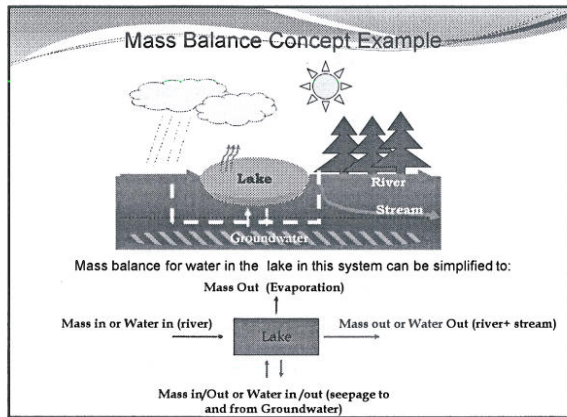 Mass Balance Concept Example
Lake
River
Stream
Groundwater
Mass balance for water in the lake in this system can be simplified to:
Mass Out (Evaporation)
Mass in or Water in (river)
Lake
Mass out or Water Out (river+ stream)
Mass in/Out or Water in /out (seepage to
and from Groundwater)